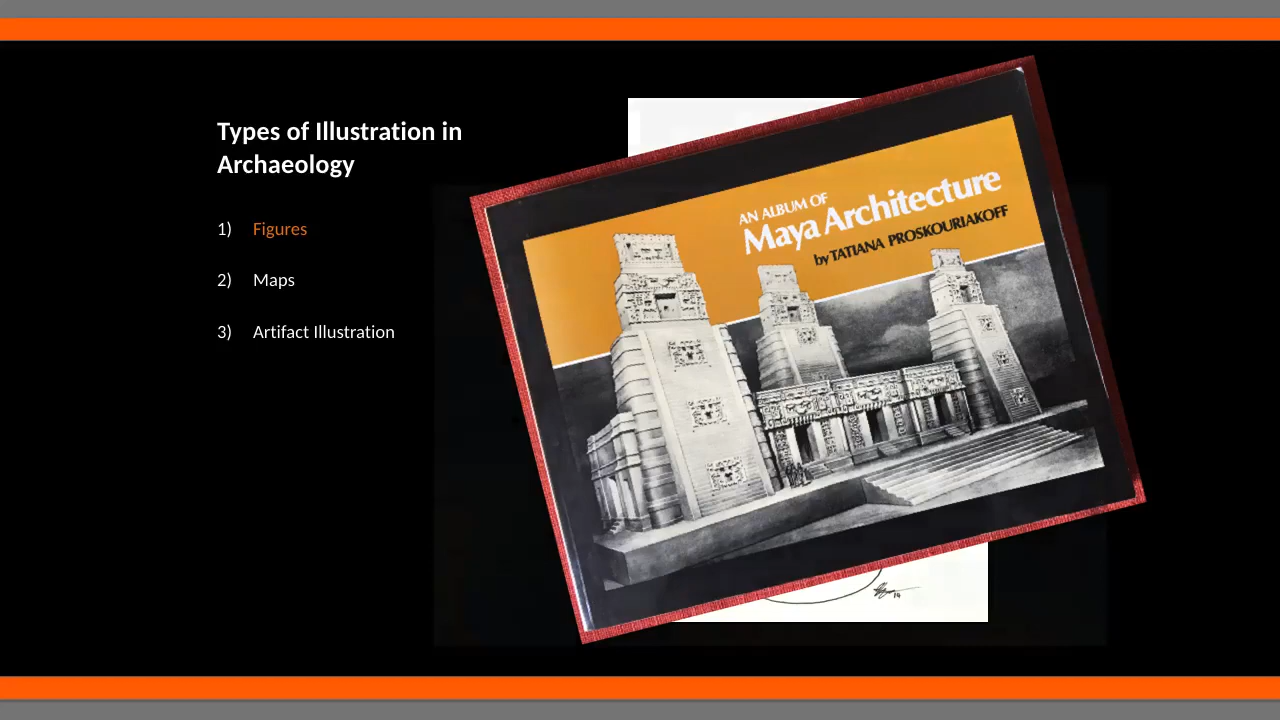 Types of Illustration in
Archaeology
1) Figures
2) Maps
3) Artifact Illustration
AN ALBUM OF
Maya Architecture
by TATIANA PROSKOURIAKOFF